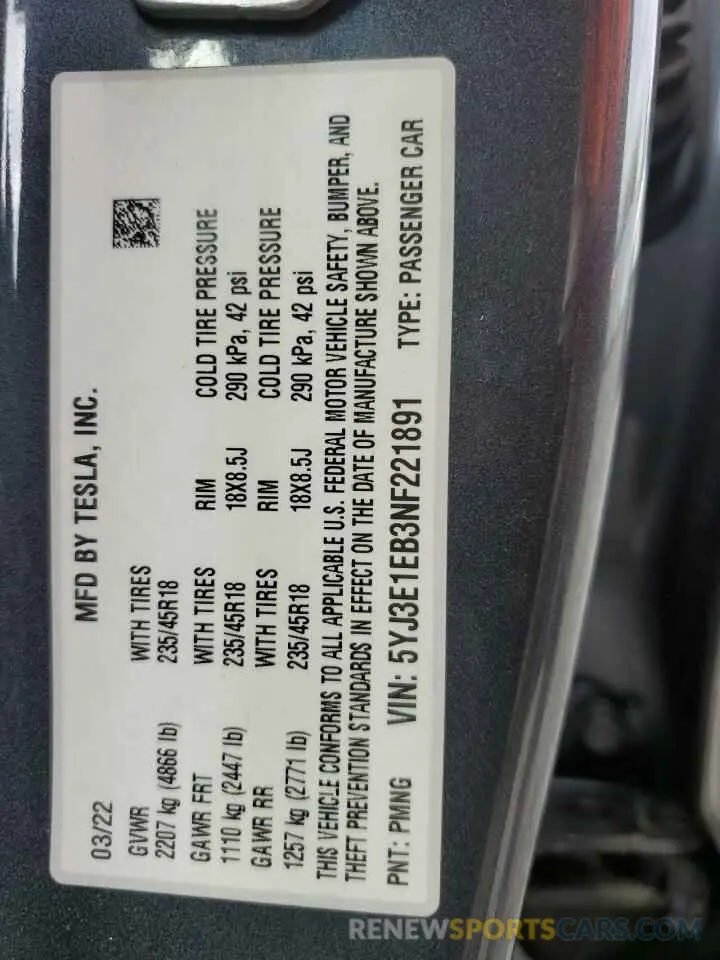 03/22 MFD BY TESLA, INC.
GVWR WITH TIRES
2207 kg (4866 lb) 235/45R18
GAWR FRT WITH TIRES RIM COLD TIRE PRESSURE
1110 kg (2447 lb) 235/45R18 18X8.5J 290 kPa, 42 psi
GAWR RR WITH TIRES RIM COLD TIRE PRESSURE
1257 kg (2771 lb) 235/45R18 18X8.5J 290 kPa, 42 psi
THIS VEHICLE CONFORMS TO ALL APPLICABLE U.S. FEDERAL MOTOR VEHICLE SAFETY, BUMPER, AND
THEFT PREVENTION STANDARDS IN EFFECT ON THE DATE OF MANUFACTURE SHOWN ABOVE.
PNT: PMNG VIN: 5YJ3E1EB3NF221891 TYPE: PASSENGER CAR
RENEWSPORTSCARS.COM